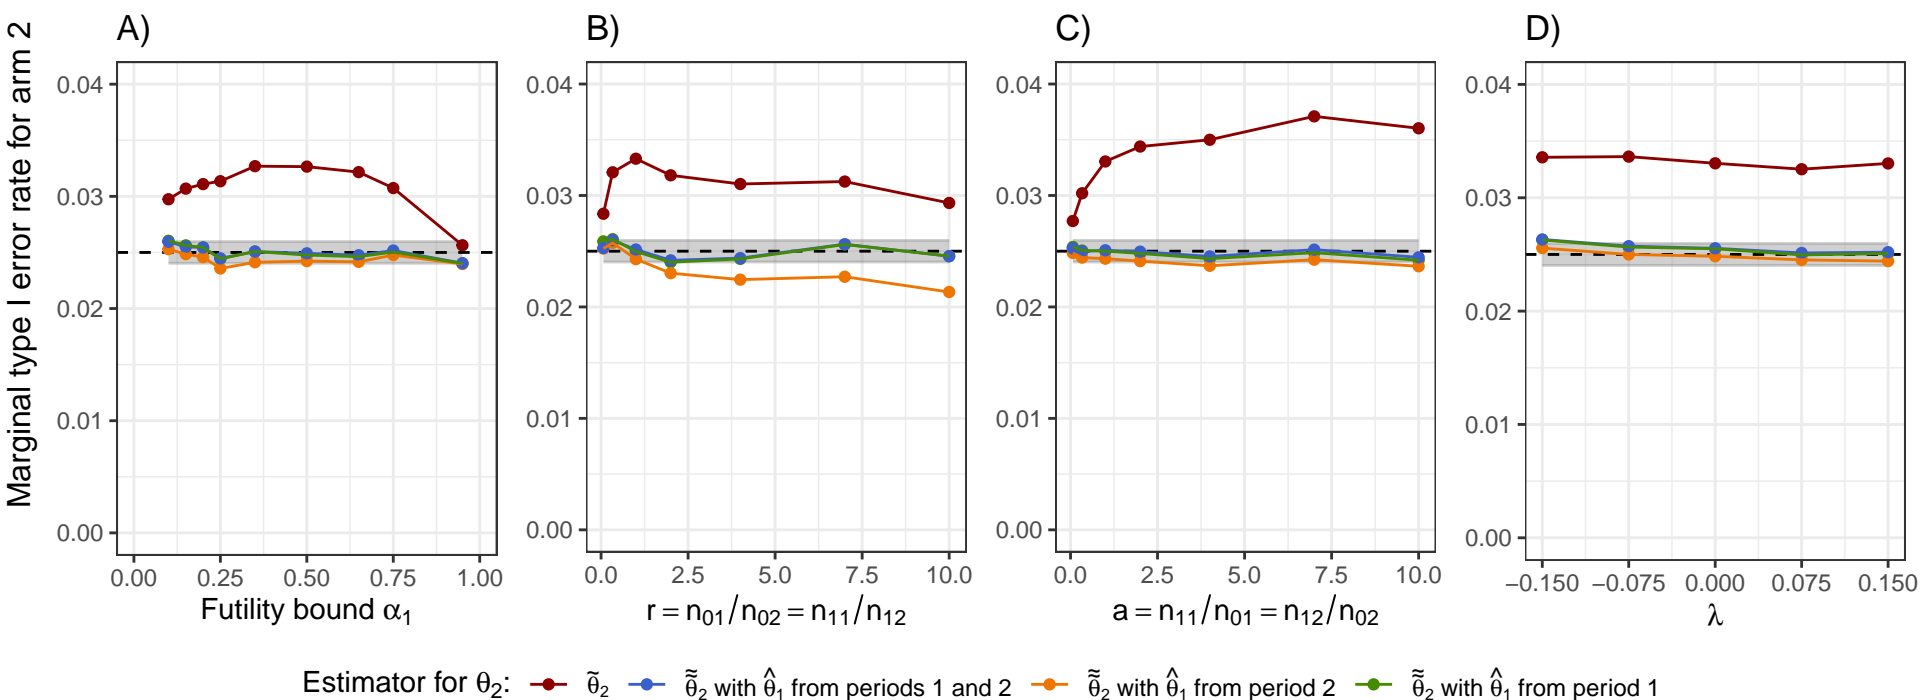 A)
B)
C)
D)
Marginal type I error rate for arm 2
0.04
0.03
0.02
0.01
0.00
0.00 0.25 0.50 0.75 1.00
Futility bound α₁
0.04
0.03
0.02
0.01
0.00
0.0 2.5 5.0 7.5 10.0
r = n₀₁/n₀₂ = n₁₁/n₁₂
0.04
0.03
0.02
0.01
0.00
0.0 2.5 5.0 7.5 10.0
a = n₁₁/n₀₁ = n₁₂/n₀₂
0.04
0.03
0.02
0.01
0.00
−0.150 −0.075 0.000 0.075 0.150
λ
Estimator for θ₂: θ̃₂ θ̃̃₂ with θ̂₁ from periods 1 and 2 θ̃̃₂ with θ̂₁ from period 2 θ̃̃₂ with θ̂₁ from period 1